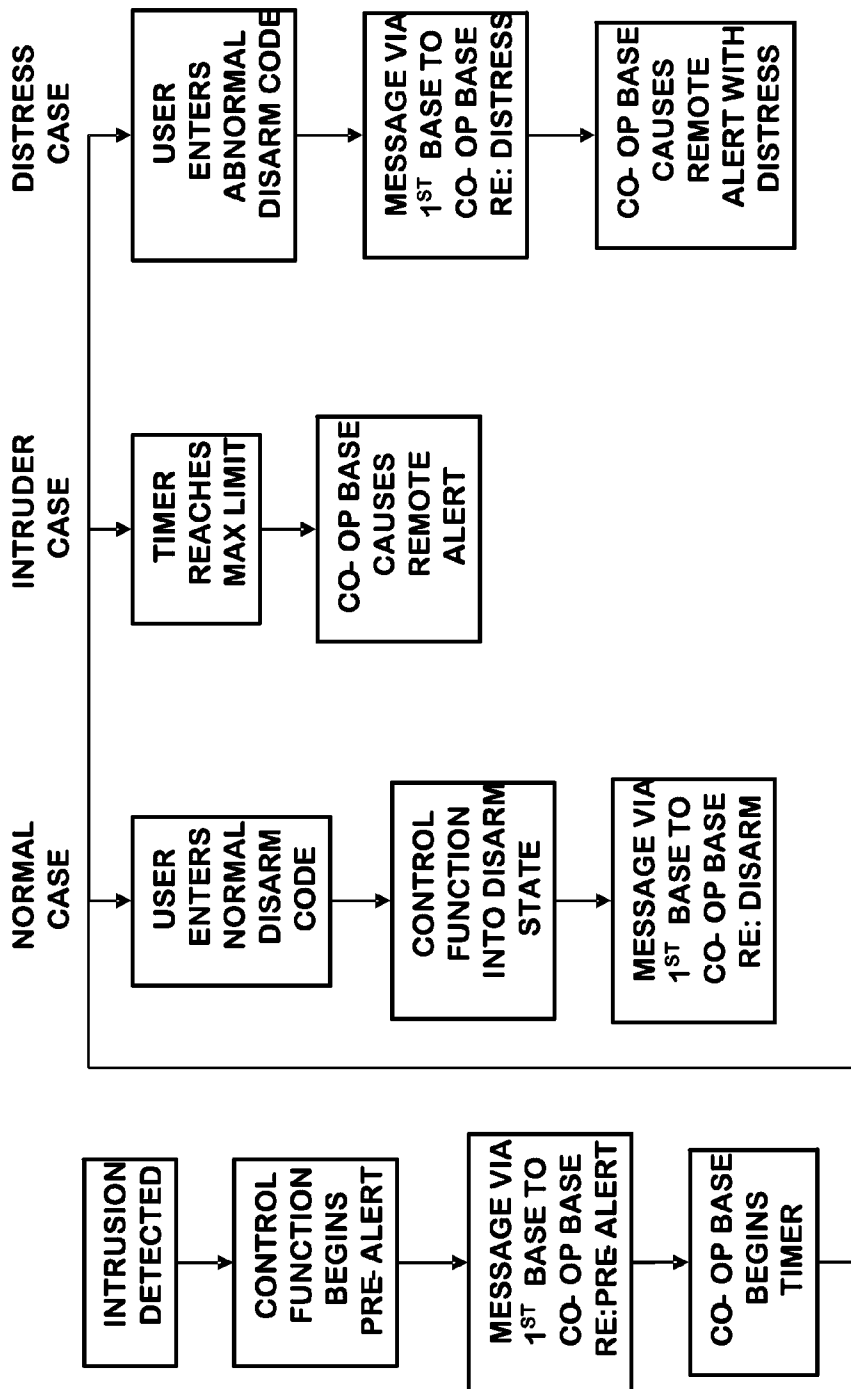 INTRUSION
DETECTED
CONTROL
FUNCTION
BEGINS
PRE-ALERT
MESSAGE VIA
1ST BASE TO
CO-OP BASE
RE:PRE-ALERT
CO-OP BASE
BEGINS
TIMER
NORMAL
CASE
USER
ENTERS
NORMAL
DISARM
CODE
CONTROL
FUNCTION
INTO DISARM
STATE
MESSAGE VIA
1ST BASE TO
CO-OP BASE
RE: DISARM
INTRUDER
CASE
TIMER
REACHES
MAX LIMIT
CO-OP BASE
CAUSES
REMOTE
ALERT
DISTRESS
CASE
USER
ENTERS
ABNORMAL
DISARM CODE
MESSAGE VIA
1ST BASE TO
CO-OP BASE
RE: DISTRESS
CO-OP BASE
CAUSES
REMOTE
ALERT WITH
DISTRESS